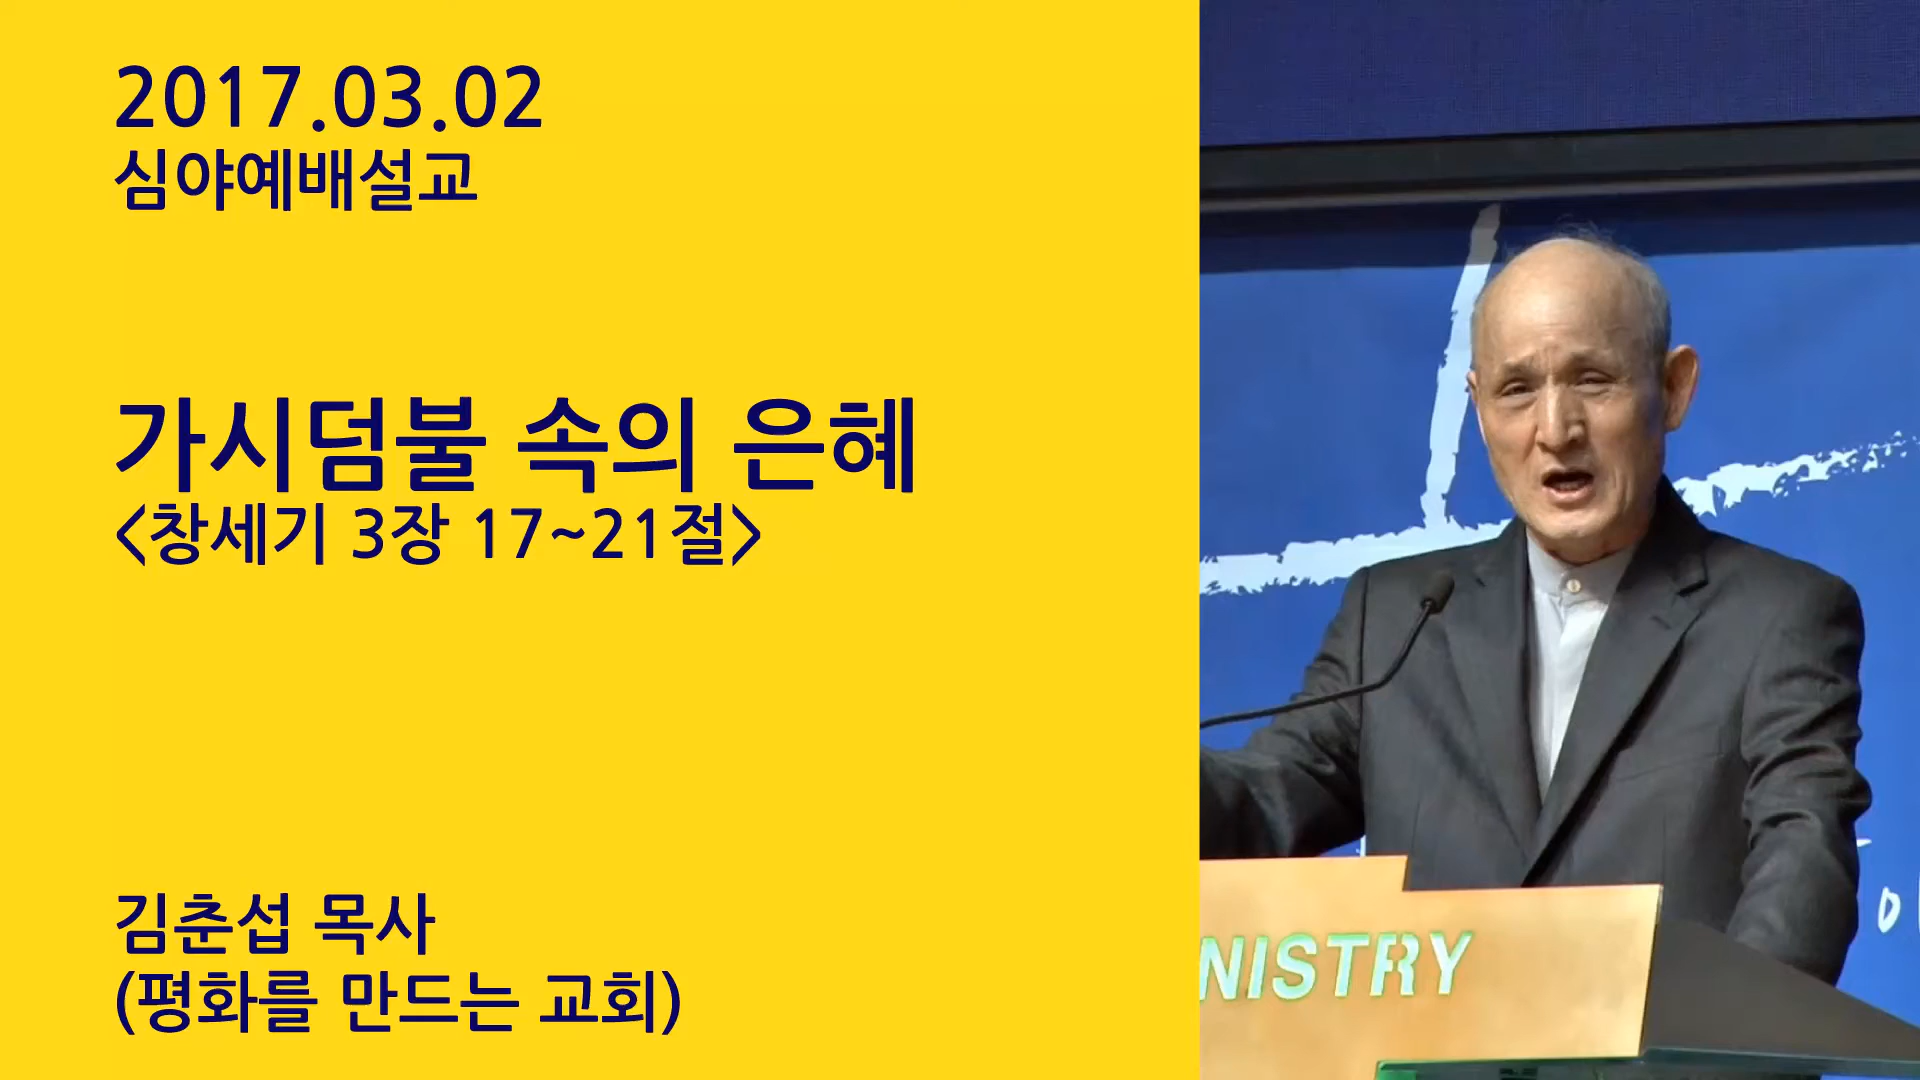 2017.03.02
심야예배설교
가시덤불 속의 은혜
<창세기 3장 17~21절>
김춘섭 목사
(평화를 만드는 교회)
NISTRY